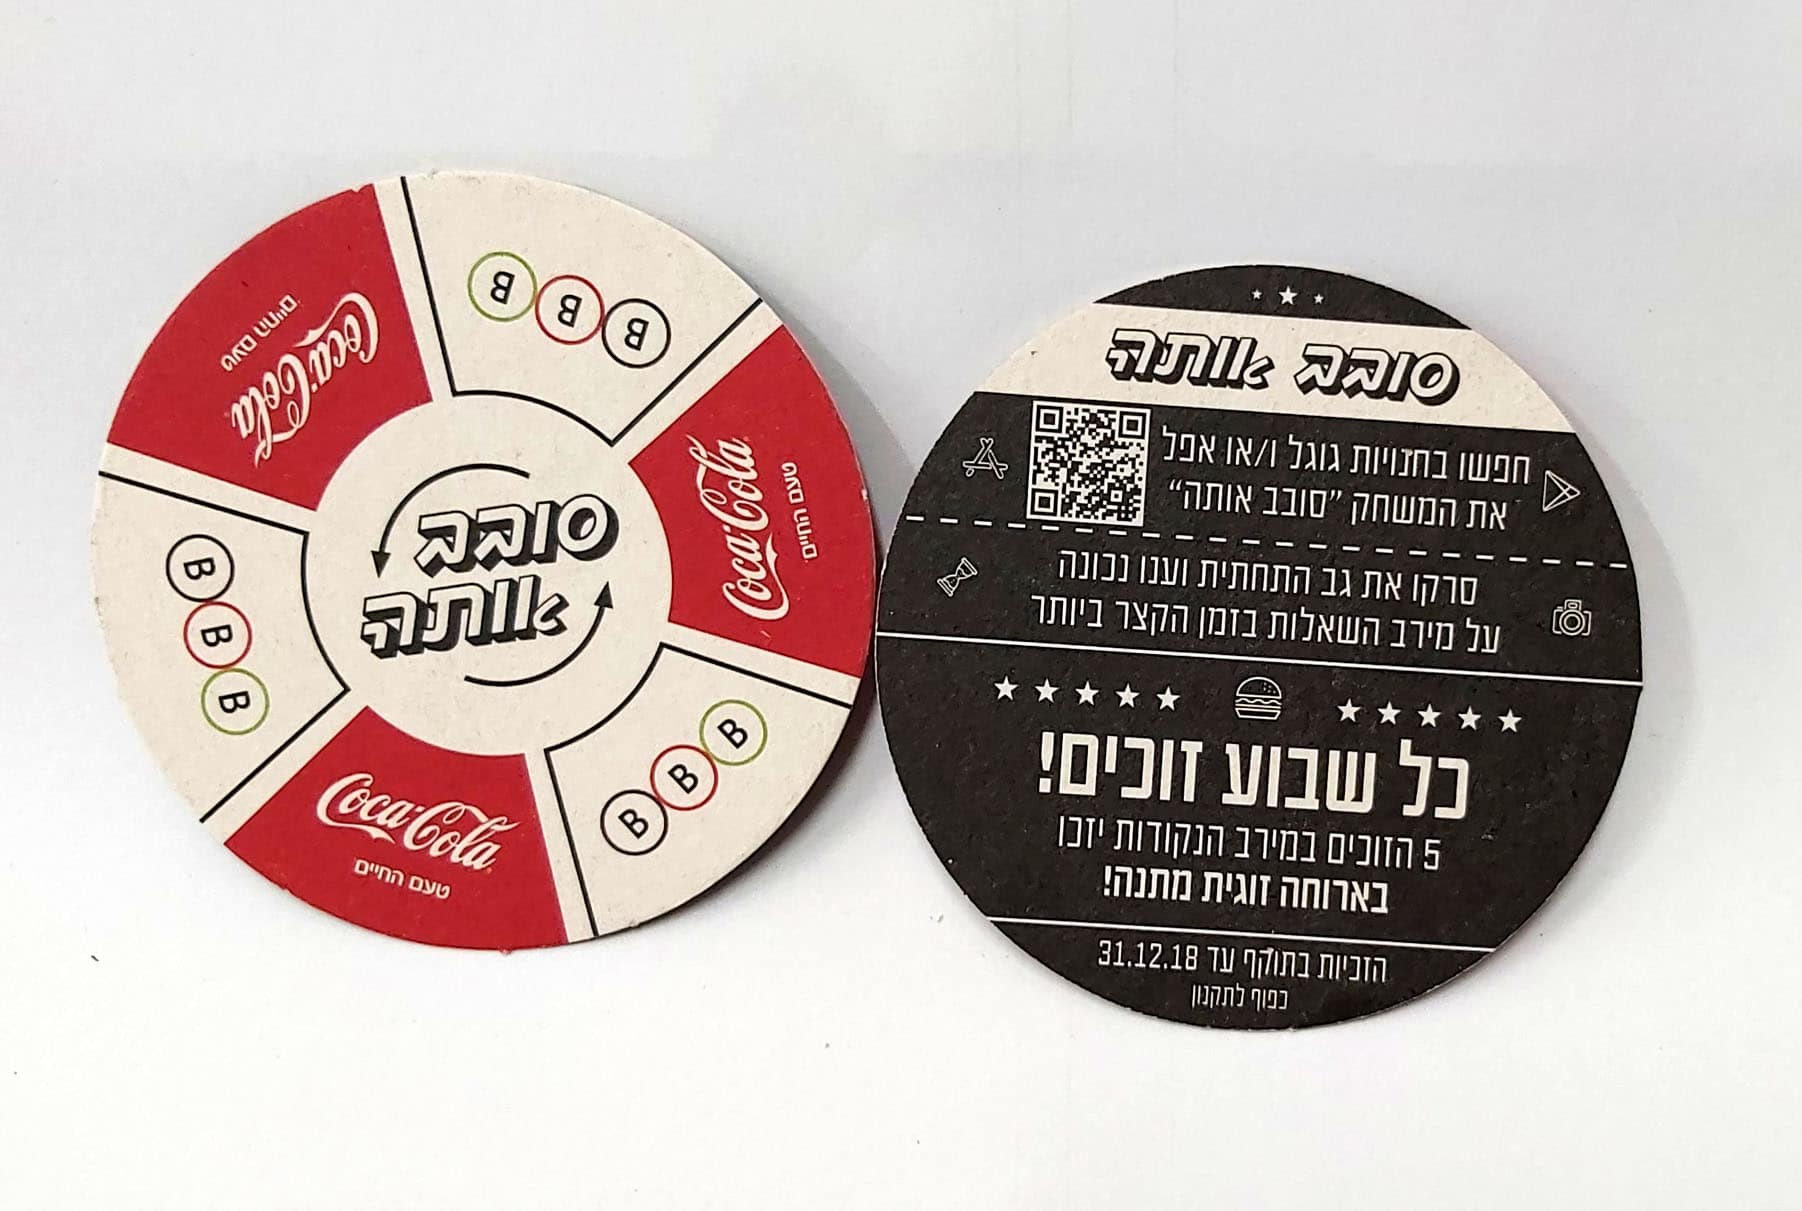 B B B
Coca-Cola
טעם החיים
Coca-Cola
טעם החיים
סובב
אותה
B B B
B B B
Coca-Cola
טעם החיים
סובב אותה
חפשו בחנויות גוגל ו/או אפל
את המשחק "סובב אותה"
סרקו את גב התחתית וענו נכונה
על מירב השאלות בזמן הקצר ביותר
כל שבוע זוכים!
5 הזוכים במירב הנקודות יזכו
בארוחה זוגית מתנה!
הזכיות בתוקף עד 31.12.18
כפוף לתקנון